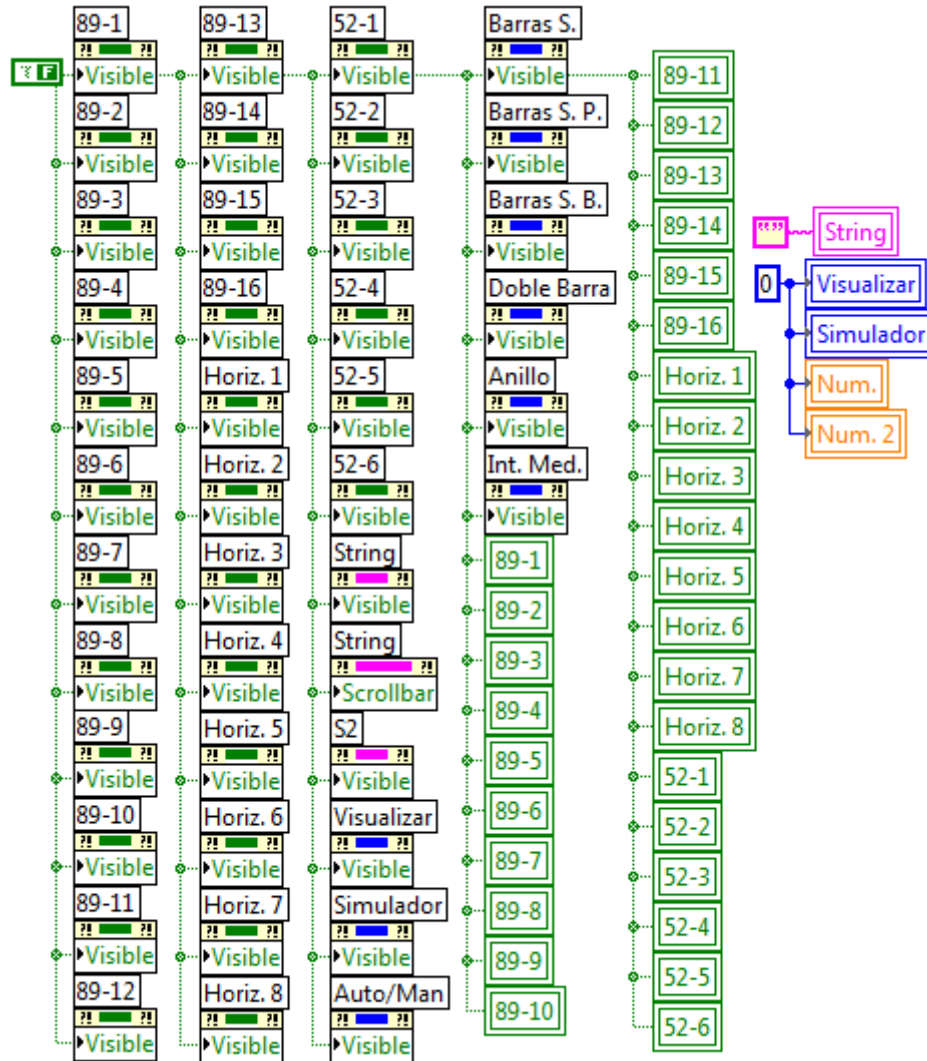 89-1
?! ?!
Visible
89-2
?! ?!
Visible
89-3
?! ?!
Visible
89-4
?! ?!
Visible
89-5
?! ?!
Visible
89-6
?! ?!
Visible
89-7
?! ?!
Visible
89-8
?! ?!
Visible
89-9
?! ?!
Visible
89-10
?! ?!
Visible
89-11
?! ?!
Visible
89-12
?! ?!
Visible
F
89-13
?! ?!
Visible
89-14
?! ?!
Visible
89-15
?! ?!
Visible
89-16
?! ?!
Visible
Horiz. 1
?! ?!
Visible
Horiz. 2
?! ?!
Visible
Horiz. 3
?! ?!
Visible
Horiz. 4
?! ?!
Visible
Horiz. 5
?! ?!
Visible
Horiz. 6
?! ?!
Visible
Horiz. 7
?! ?!
Visible
Horiz. 8
?! ?!
Visible
52-1
?! ?!
Visible
52-2
?! ?!
Visible
52-3
?! ?!
Visible
52-4
?! ?!
Visible
52-5
?! ?!
Visible
52-6
?! ?!
Visible
String
?! ?!
Visible
String
?! ?!
Scrollbar
S2
?! ?!
Visible
Visualizar
?! ?!
Visible
Simulador
?! ?!
Visible
Auto/Man
?! ?!
Visible
Barras S.
?! ?!
Visible
Barras S. P.
?! ?!
Visible
Barras S. B.
?! ?!
Visible
Doble Barra
?! ?!
Visible
Anillo
?! ?!
Visible
Int. Med.
?! ?!
Visible
89-1
89-2
89-3
89-4
89-5
89-6
89-7
89-8
89-9
89-10
89-11
89-12
89-13
89-14
89-15
89-16
Horiz. 1
Horiz. 2
Horiz. 3
Horiz. 4
Horiz. 5
Horiz. 6
Horiz. 7
Horiz. 8
52-1
52-2
52-3
52-4
52-5
52-6
""
String
0
Visualizar
Simulador
Num.
Num. 2